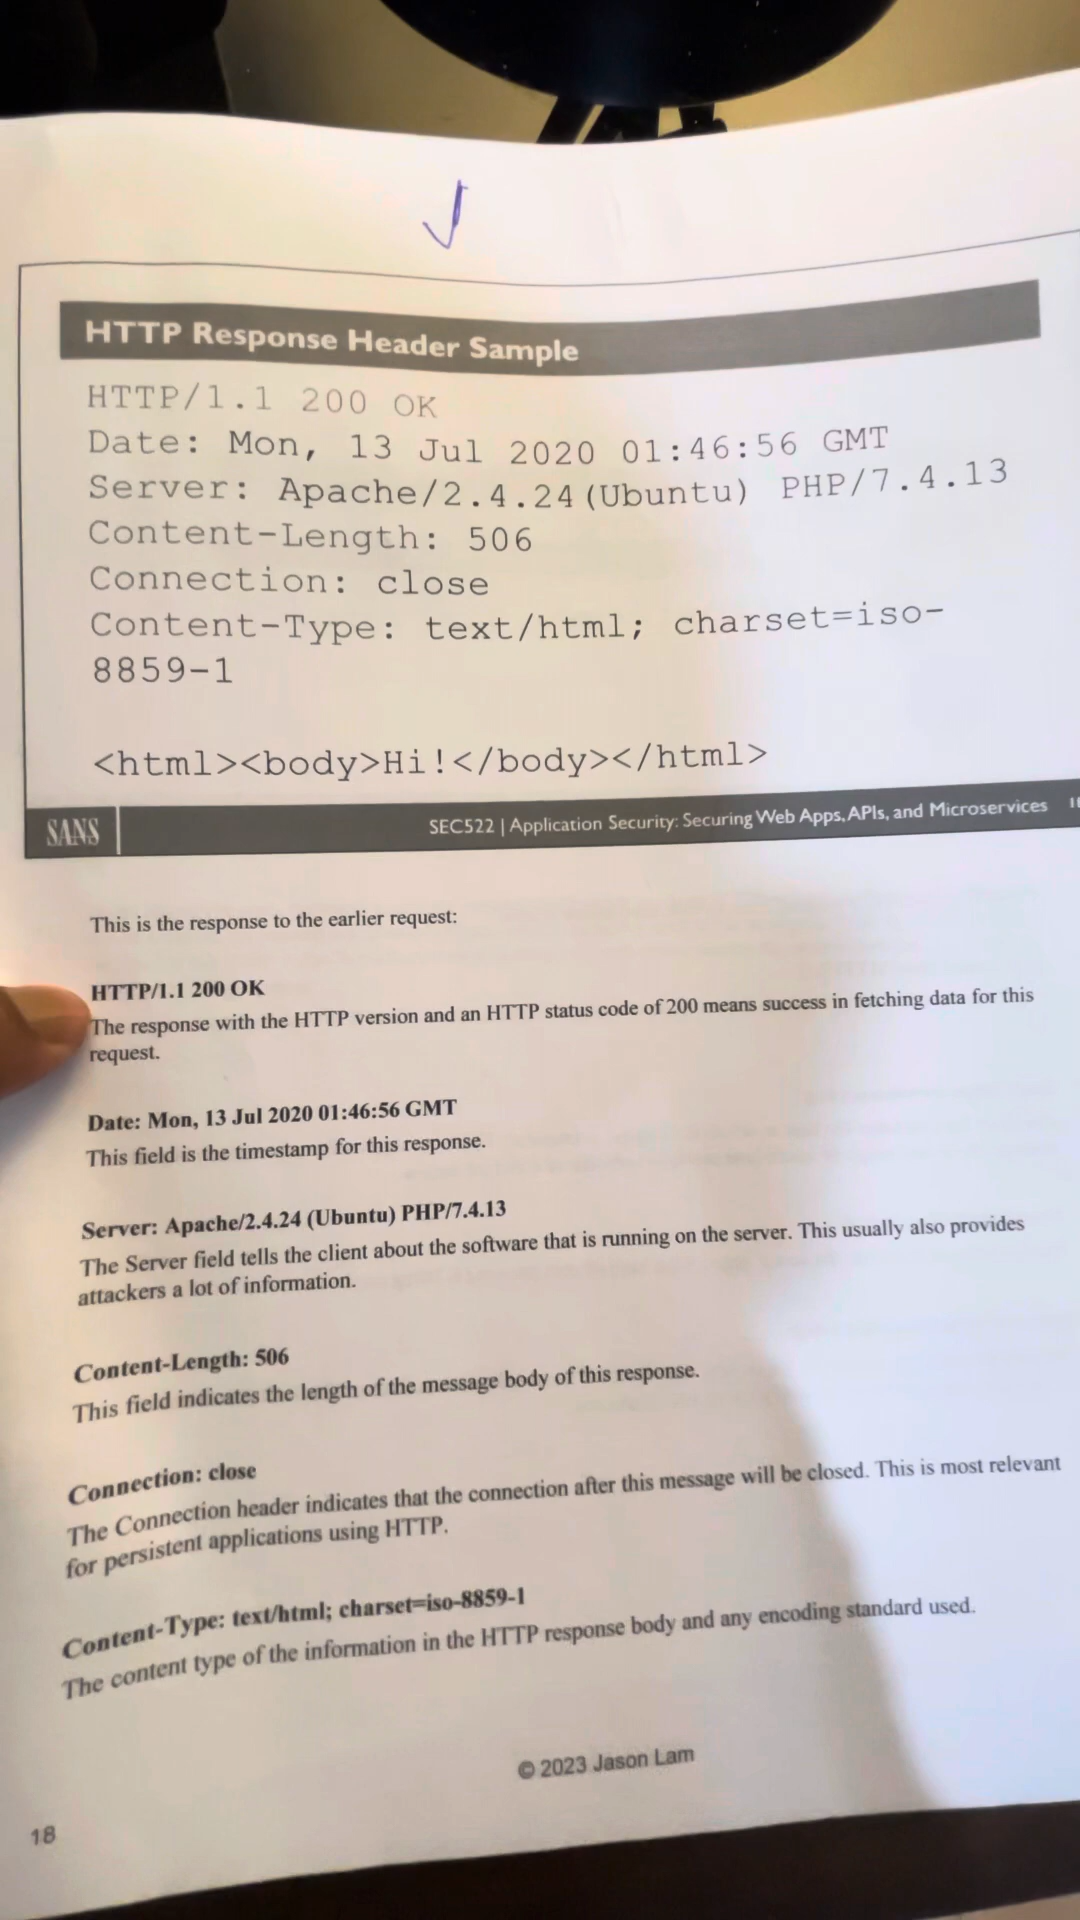 HTTP Response Header Sample
HTTP/1.1 200 OK
Date: Mon, 13 Jul 2020 01:46:56 GMT
Server: Apache/2.4.24 (Ubuntu) PHP/7.4.13
Content-Length: 506
Connection: close
Content-Type: text/html; charset=iso-
8859-1
<html><body>Hi!</body></html>
SANS
SEC522 | Application Security: Securing Web Apps, APIs, and Microservices
This is the response to the earlier request:
HTTP/1.1 200 OK
The response with the HTTP version and an HTTP status code of 200 means success in fetching data for this
request.
Date: Mon, 13 Jul 2020 01:46:56 GMT
This field is the timestamp for this response.
Server: Apache/2.4.24 (Ubuntu) PHP/7.4.13
The Server field tells the client about the software that is running on the server. This usually also provides
attackers a lot of information.
Content-Length: 506
This field indicates the length of the message body of this response.
Connection: close
The Connection header indicates that the connection after this message will be closed. This is most relevant
for persistent applications using HTTP.
Content-Type: text/html; charset=iso-8859-1
The content type of the information in the HTTP response body and any encoding standard used.
© 2023 Jason Lam
18